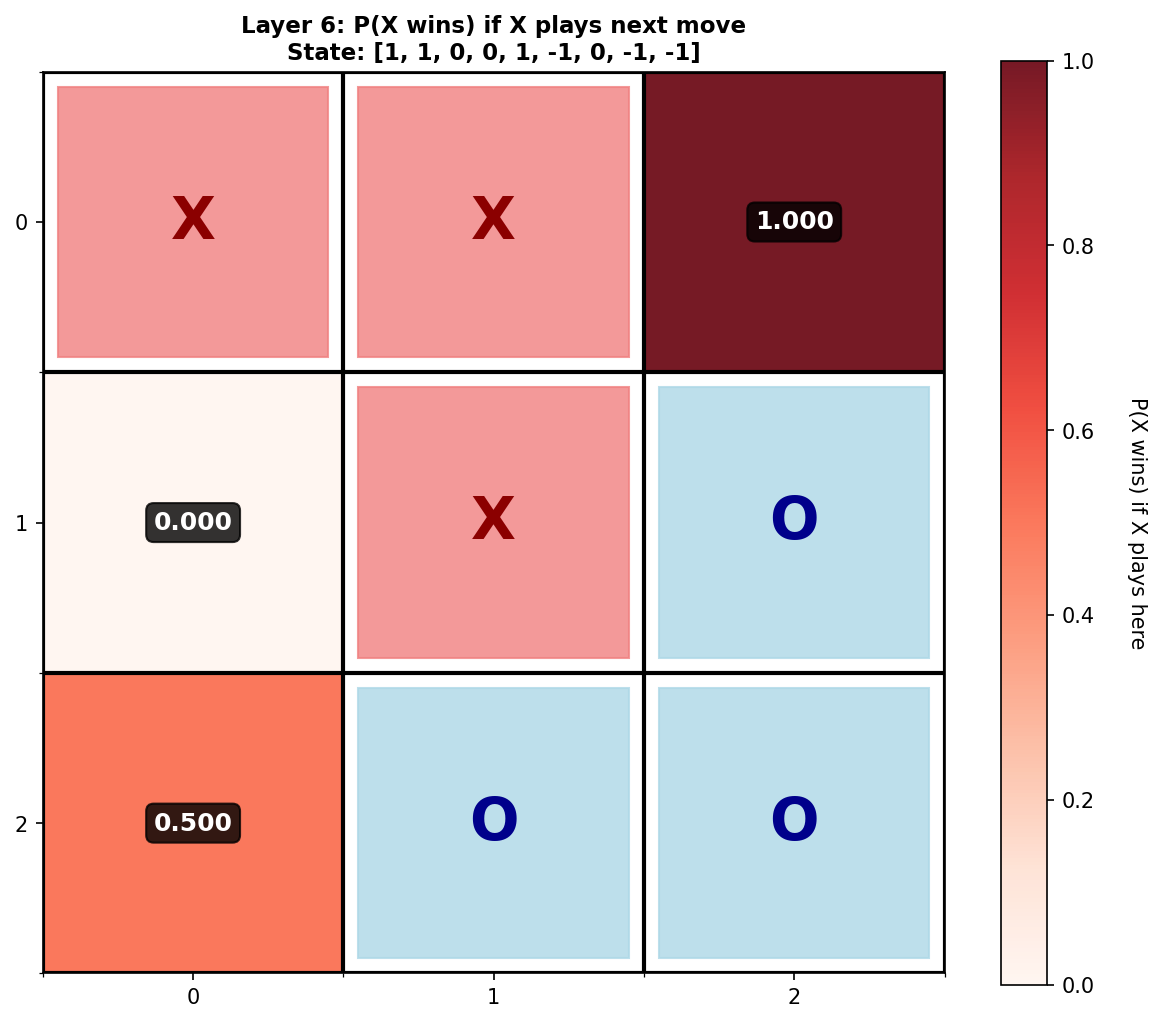 Layer 6: P(X wins) if X plays next move
State: [1, 1, 0, 0, 1, -1, 0, -1, -1]
0
X
X
1.000
1
0.000
X
O
2
0.500
O
O
0
1
2
1.0
0.8
0.6
0.4
0.2
0.0
P(X wins) if X plays here